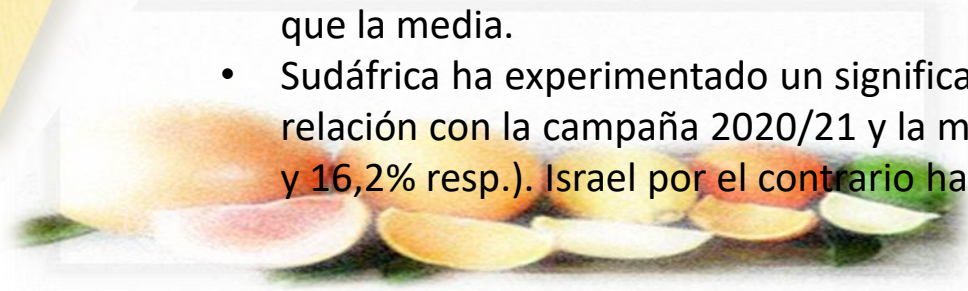 que la media.
• Sudáfrica ha experimentado un significa
relación con la campaña 2020/21 y la m
y 16,2% resp.). Israel por el contrario ha